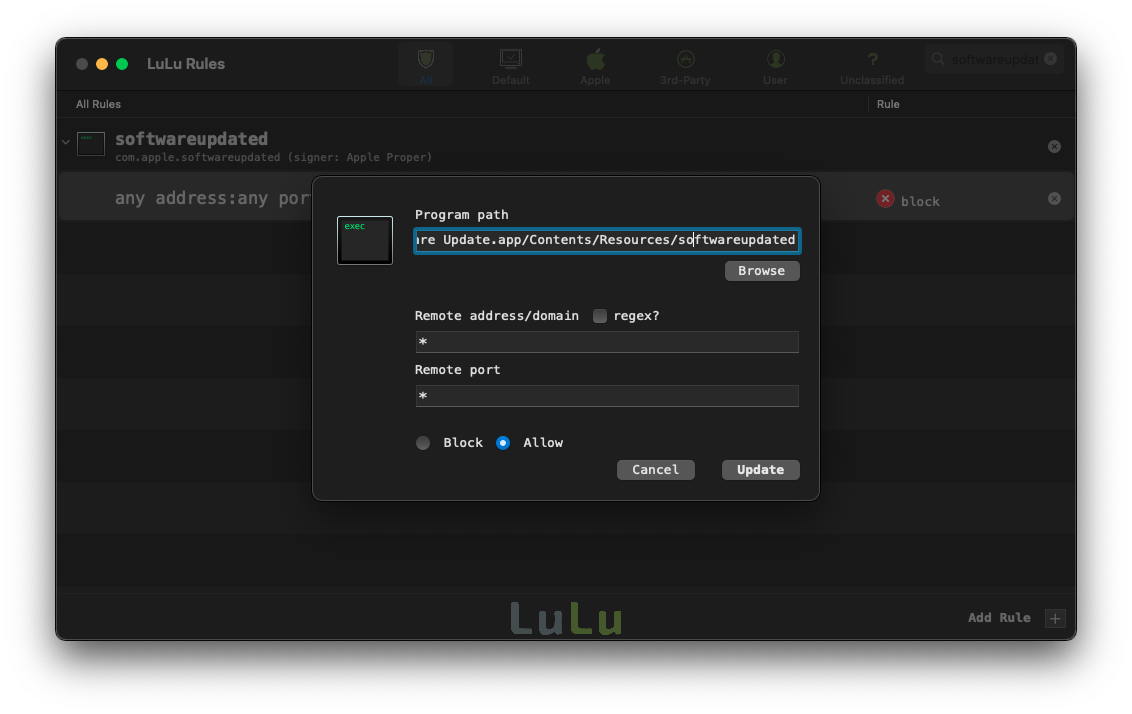 LuLu Rules
All
Default
Apple
3rd-Party
User
?
Unclassified
softwareupdat
All Rules
Rule
exec
softwareupdated
com.apple.softwareupdated (signer: Apple Proper)
any address:any por
block
exec
Program path
re Update.app/Contents/Resources/softwareupdated
Browse
Remote address/domain
regex?
*
Remote port
*
Block
Allow
Cancel
Update
LuLu
Add Rule
+